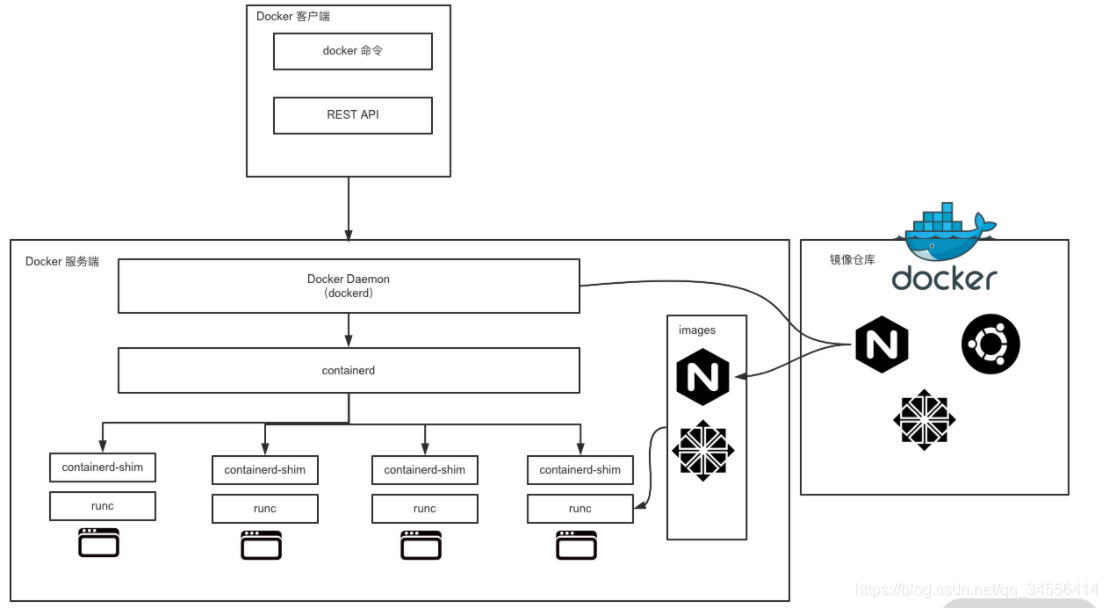 Docker 客户端
docker 命令
REST API
Docker 服务端
Docker Daemon
(dockerd)
containerd
containerd-shim
containerd-shim
containerd-shim
containerd-shim
runc
runc
runc
runc
images
N
镜像仓库
docker
N
https://blog.csdn.net/qq_34556414